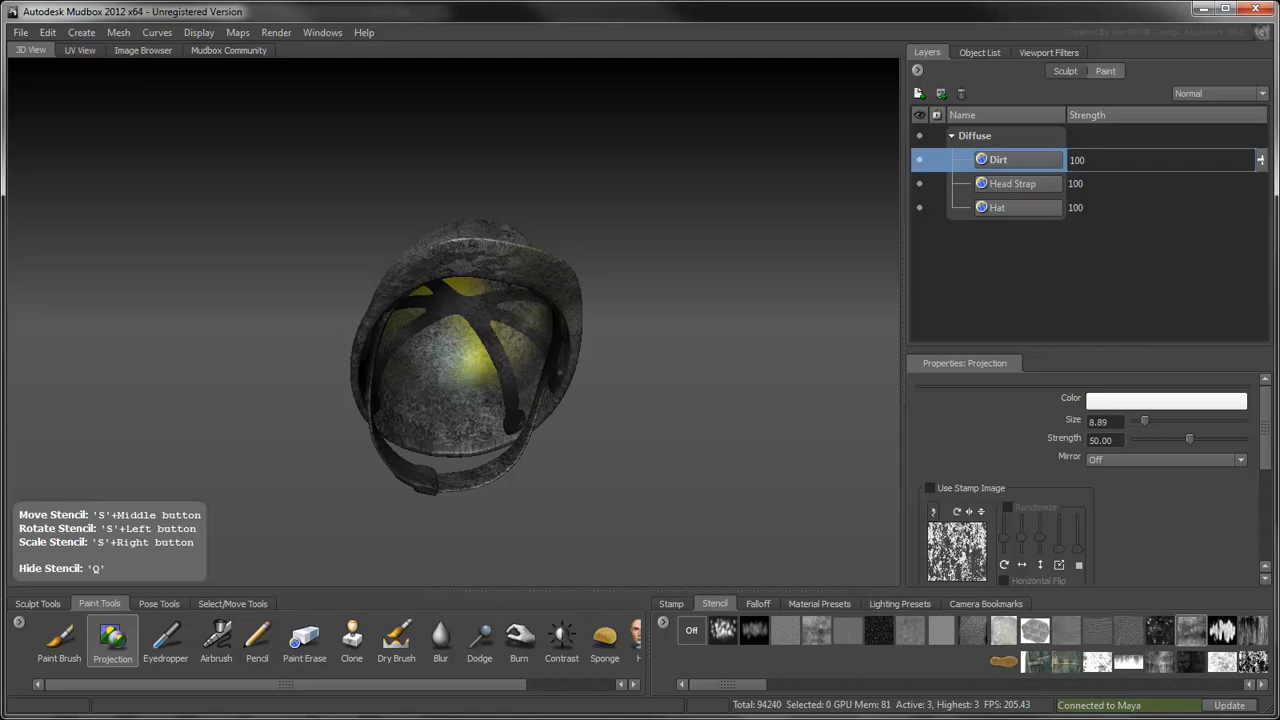 Autodesk Mudbox 2012 x64 - Unregistered Version
File Edit Create Mesh Curves Display Maps Render Windows Help
3D View UV View Image Browser Mudbox Community
Layers Object List Viewport Filters
Sculpt Paint
Normal
Name Strength
Diffuse
Dirt 100
Head Strap 100
Hat 100
Properties: Projection
Color
Size 8.89
Strength 50.00
Mirror Off
Use Stamp Image
Randomize
Horizontal Flip
Move Stencil: 'S'+Middle button
Rotate Stencil: 'S'+Left button
Scale Stencil: 'S'+Right button
Hide Stencil: 'Q'
Sculpt Tools Paint Tools Pose Tools Select/Move Tools
Paint Brush Projection Eyedropper Airbrush Pencil Paint Erase Clone Dry Brush Blur Dodge Burn Contrast Sponge H
Stamp Stencil Falloff Material Presets Lighting Presets Camera Bookmarks
Off
Total: 94240 Selected: 0 GPU Mem: 81 Active: 3, Highest: 3 FPS: 205.43 Connected to Maya Update